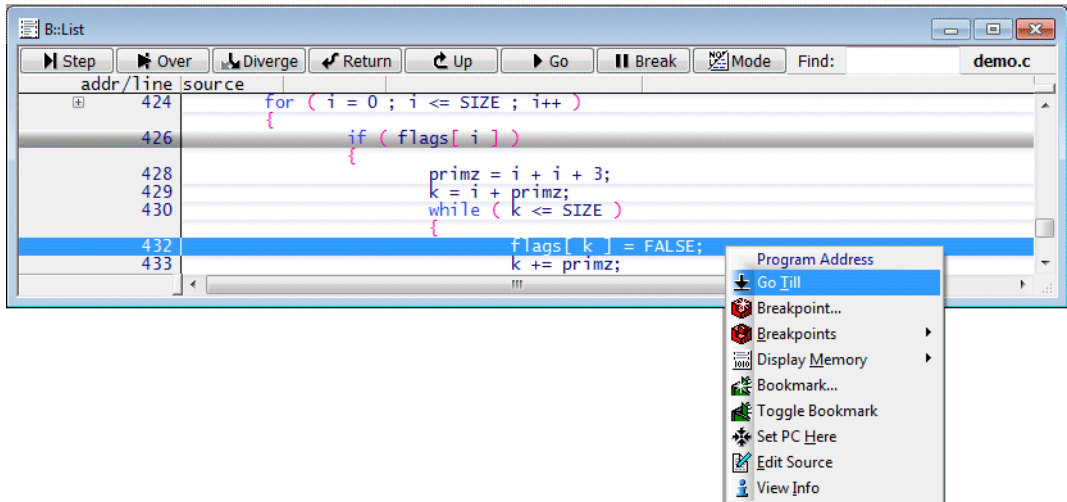 B::List
Step Over Diverge Return Up Go Break Mode Find: demo.c
addr/line source
424 for ( i = 0 ; i <= SIZE ; i++ )
{
426 if ( flags[ i ] )
{
428 primz = i + i + 3;
429 k = i + primz;
430 while ( k <= SIZE )
{
432 flags[ k ] = FALSE;
433 k += primz;
Program Address
Go Till
Breakpoint...
Breakpoints
Display Memory
Bookmark...
Toggle Bookmark
Set PC Here
Edit Source
View Info